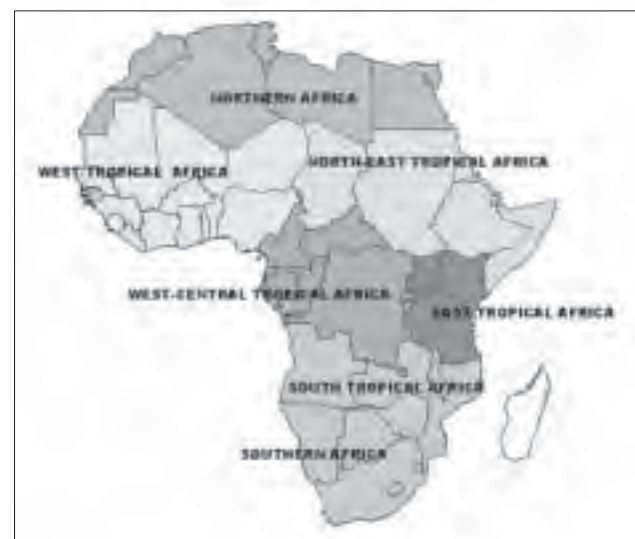 NORTHERN AFRICA
WEST TROPICAL AFRICA
NORTH-EAST TROPICAL AFRICA
WEST-CENTRAL TROPICAL AFRICA
EAST TROPICAL AFRICA
SOUTH TROPICAL AFRICA
SOUTHERN AFRICA